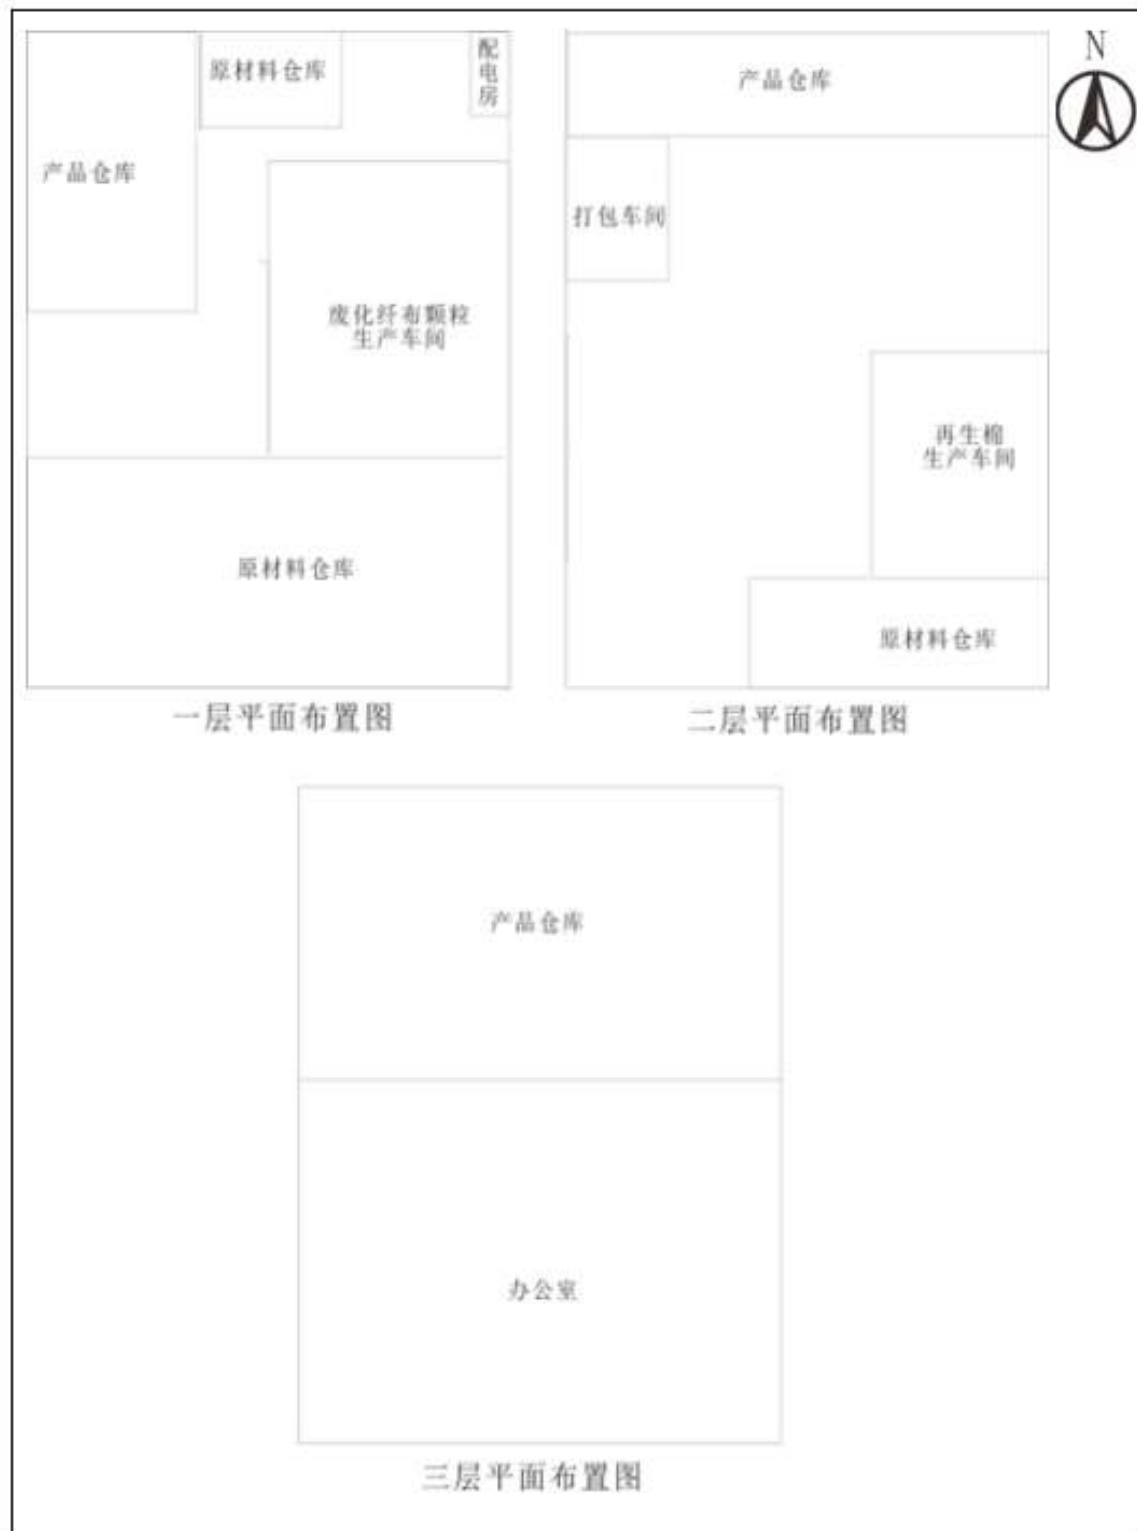 原材料仓库
配电房
产品仓库
废化纤布颗粒
生产车间
原材料仓库
一层平面布置图
N
产品仓库
打包车间
再生棉
生产车间
原材料仓库
二层平面布置图
产品仓库
办公室
三层平面布置图